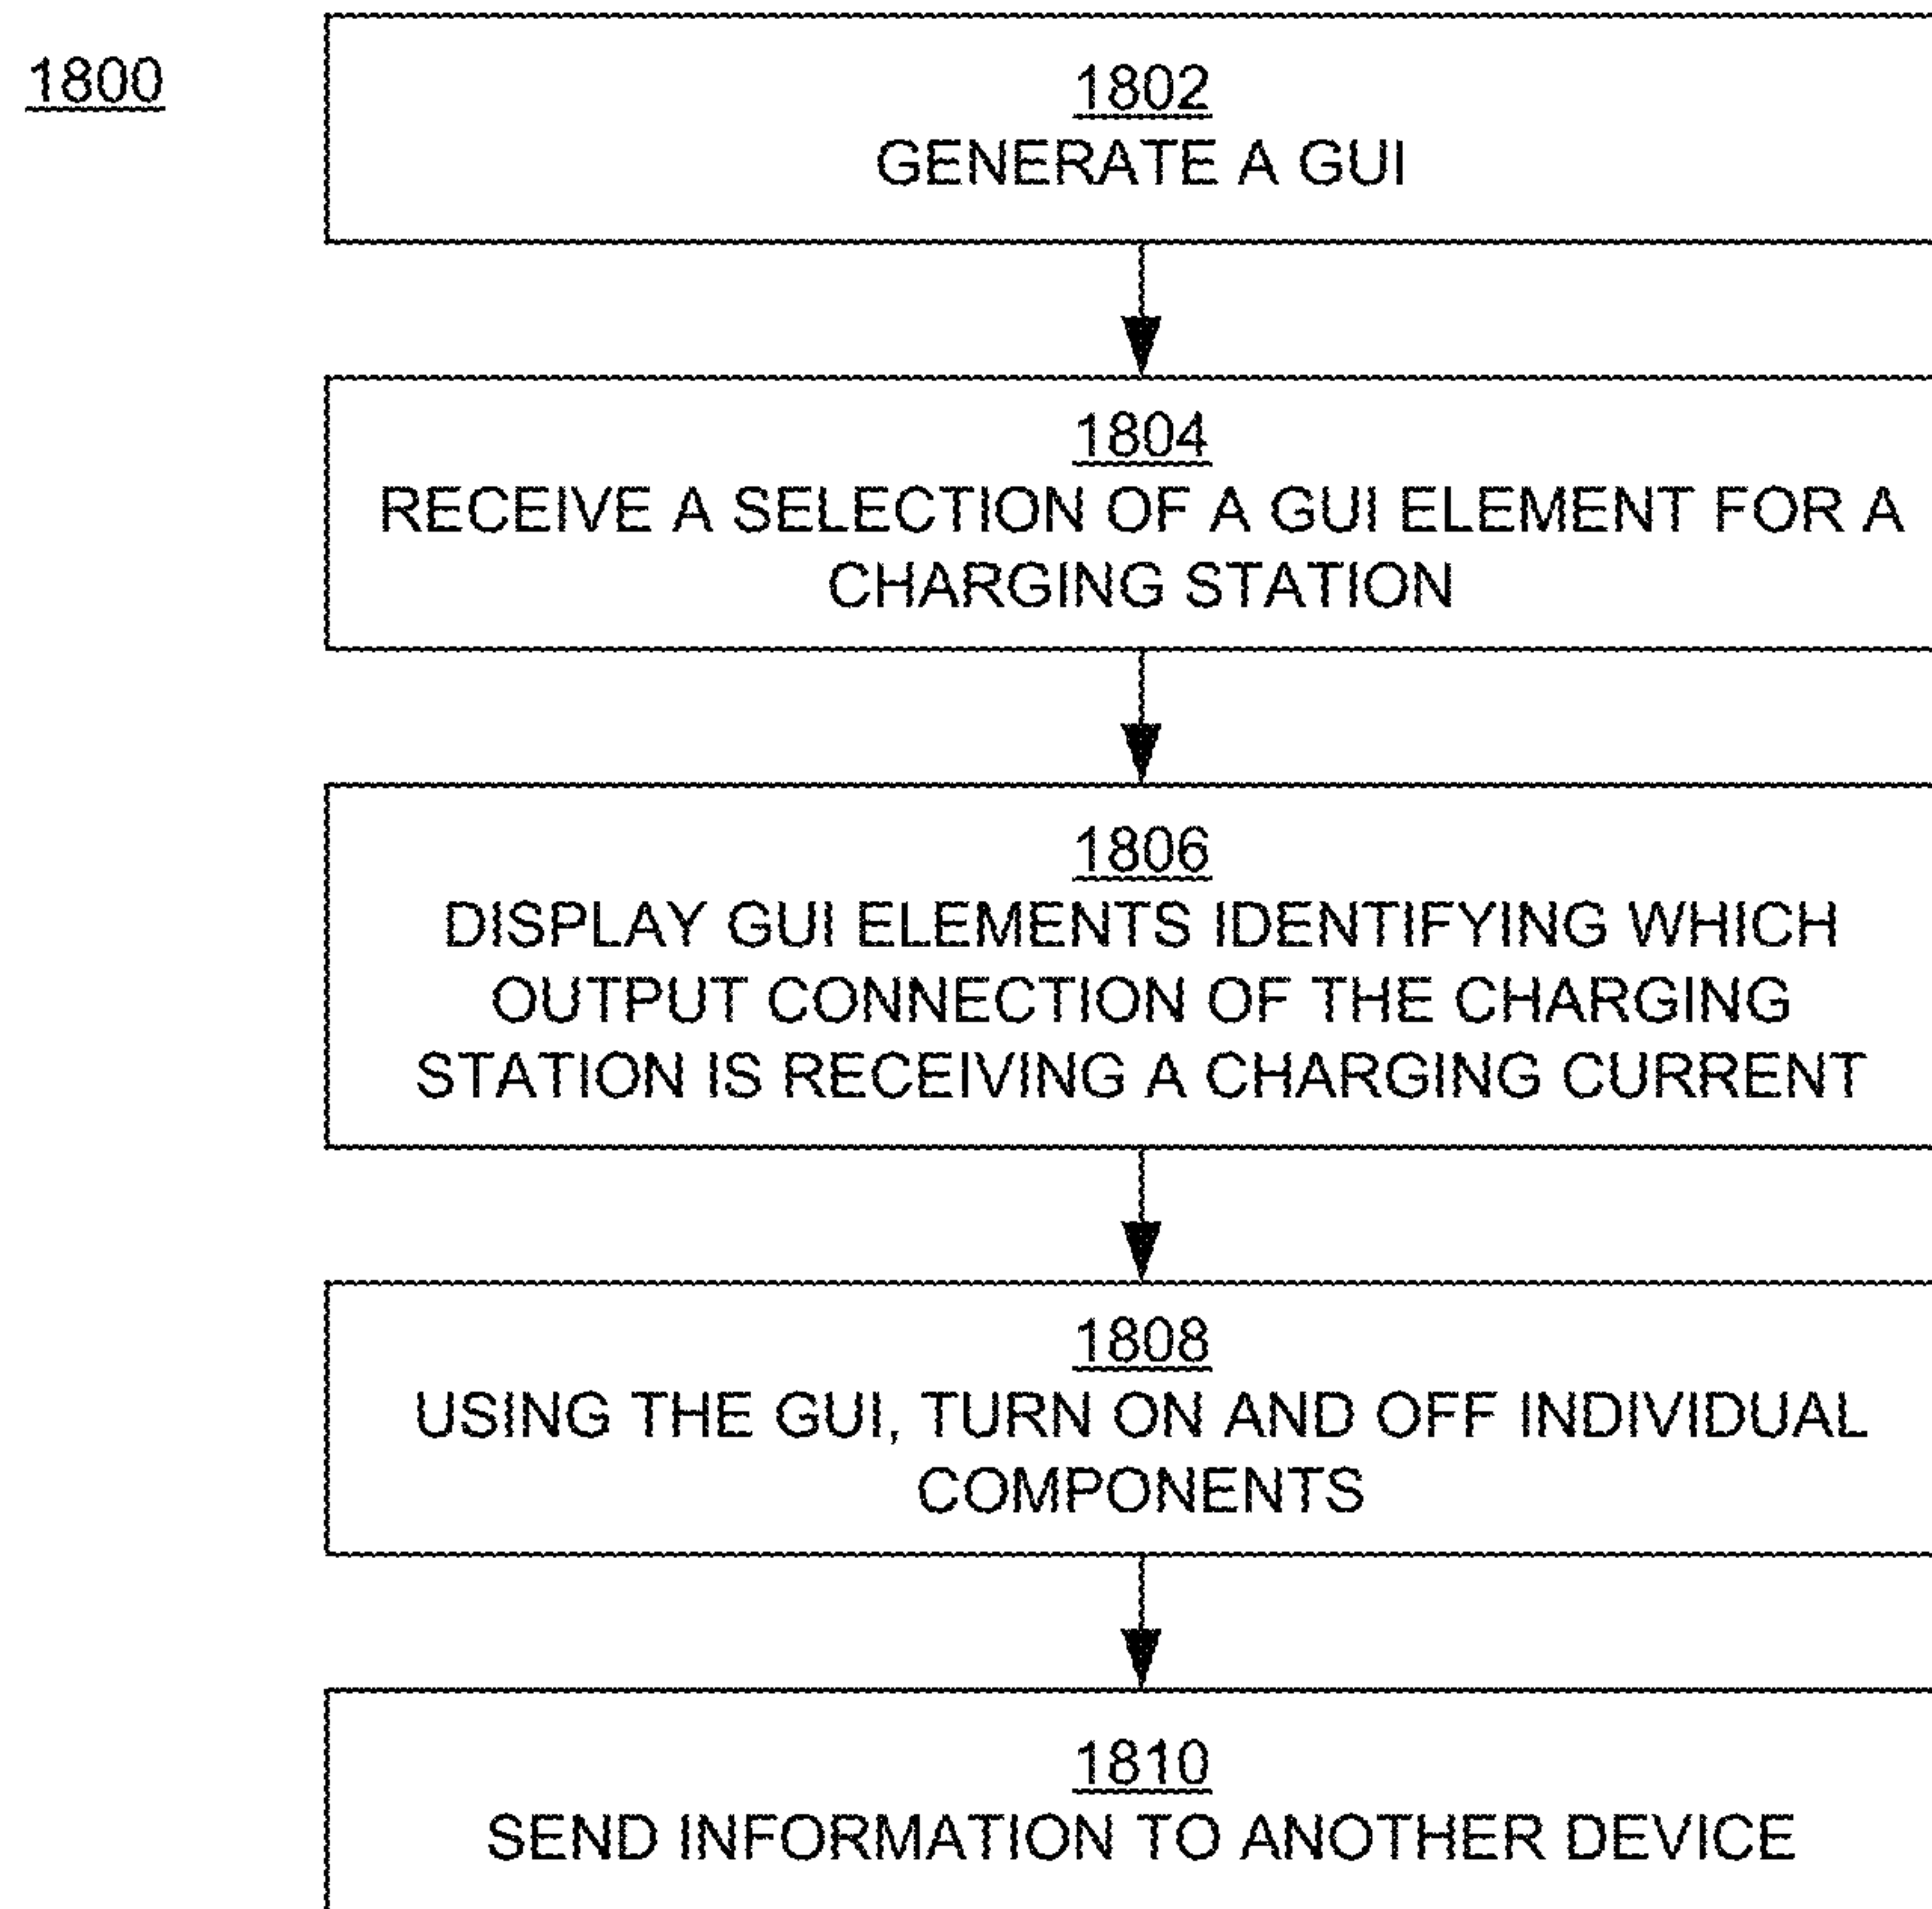 1800
1802
GENERATE A GUI
1804
RECEIVE A SELECTION OF A GUI ELEMENT FOR A
CHARGING STATION
1806
DISPLAY GUI ELEMENTS IDENTIFYING WHICH
OUTPUT CONNECTION OF THE CHARGING
STATION IS RECEIVING A CHARGING CURRENT
1808
USING THE GUI, TURN ON AND OFF INDIVIDUAL
COMPONENTS
1810
SEND INFORMATION TO ANOTHER DEVICE